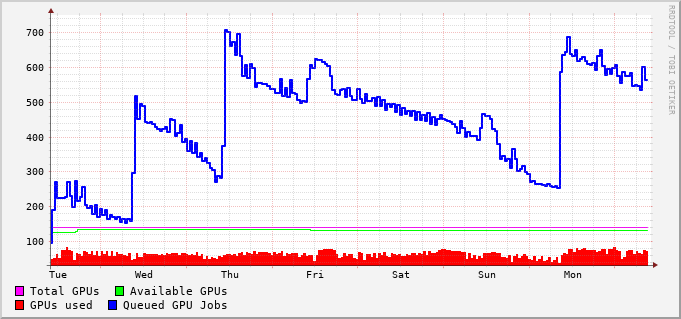 RRDTOOL / TOBI OETIKER
700
600
500
400
300
200
100
Tue Wed Thu Fri Sat Sun Mon
Total GPUs Available GPUs
GPUs used Queued GPU Jobs